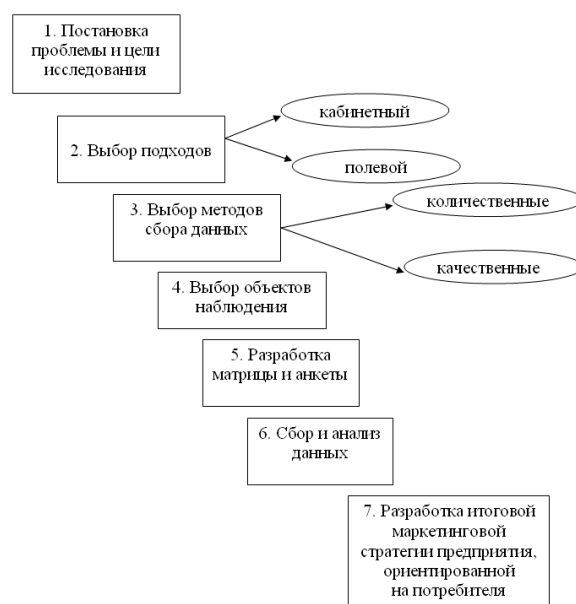 1. Постановка
проблемы и цели
исследования
кабинетный
2. Выбор подходов
полевой
3. Выбор методов
сбора данных
количественные
качественные
4. Выбор объектов
наблюдения
5. Разработка
матрицы и анкеты
6. Сбор и анализ
данных
7. Разработка итоговой
маркетинговой
стратегии предприятия,
ориентированной
на потребителя